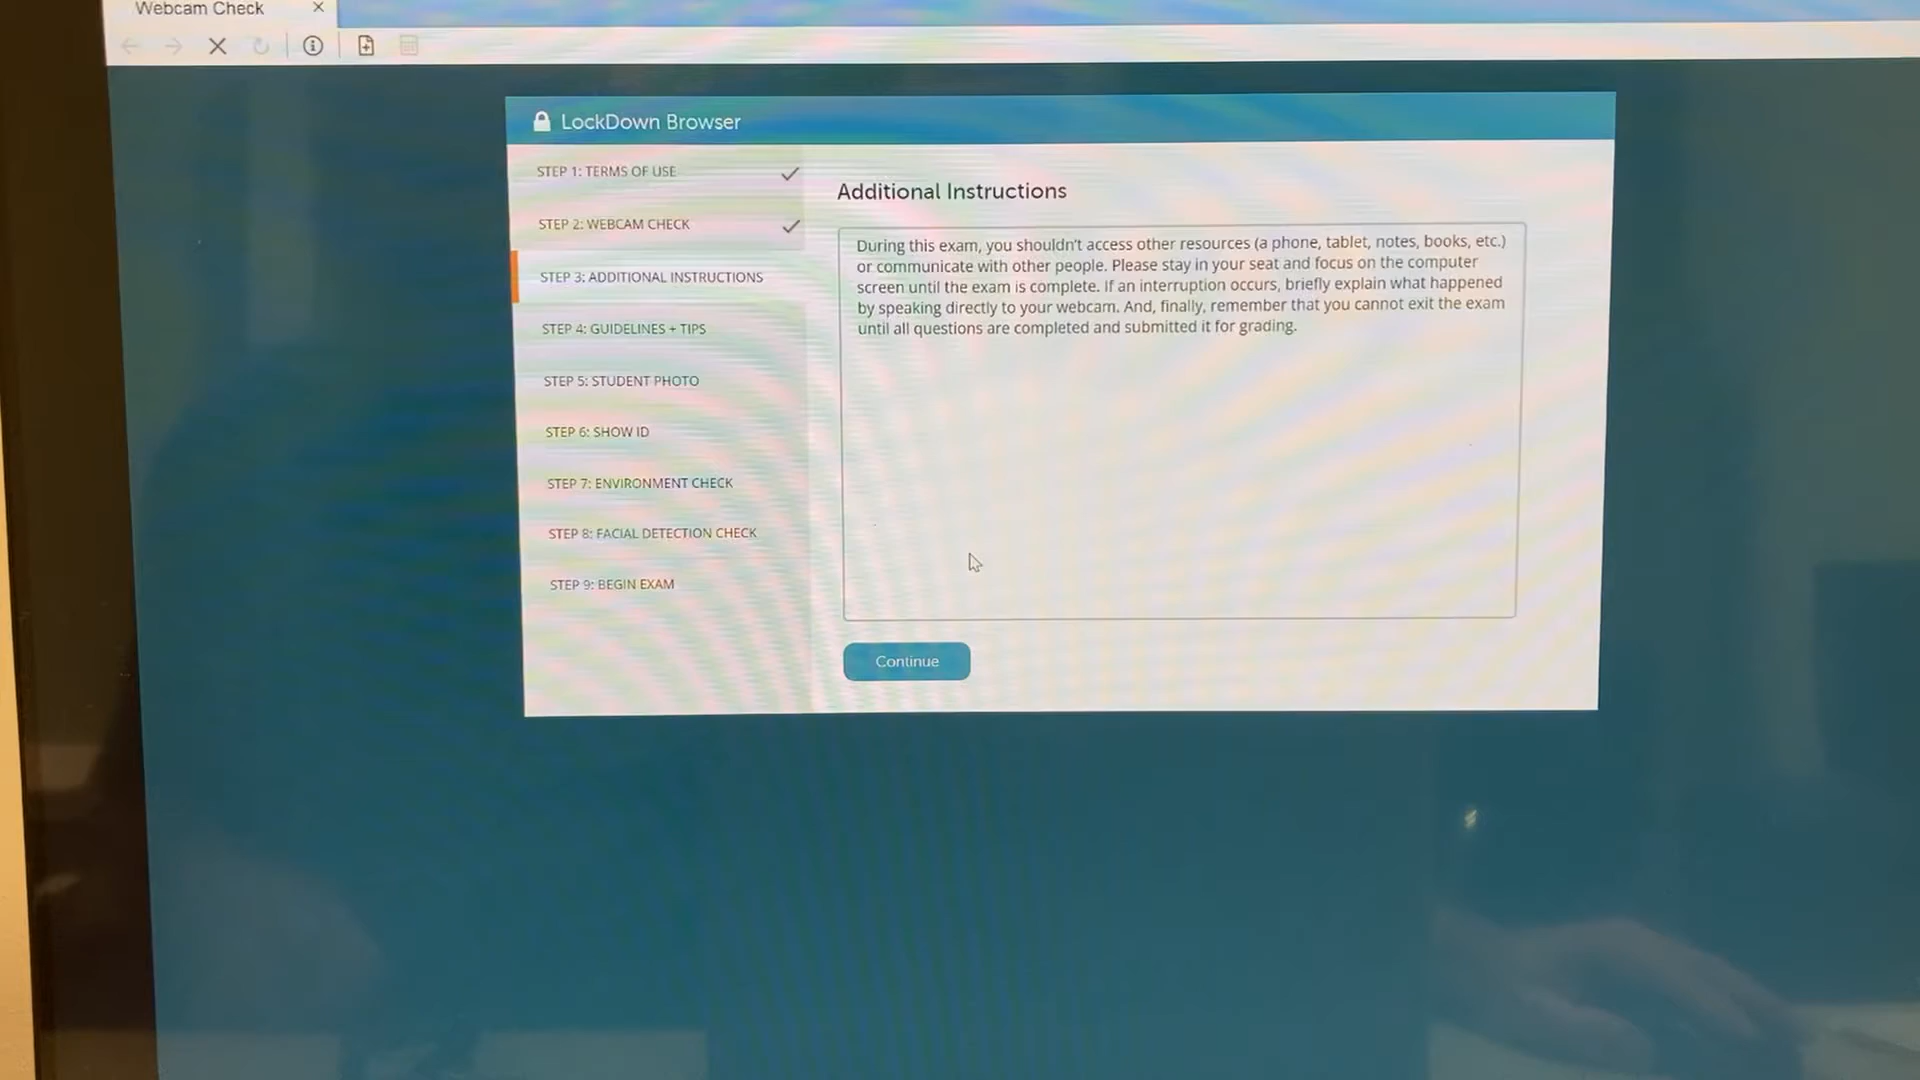 Webcam Check
LockDown Browser
STEP 1: TERMS OF USE
STEP 2: WEBCAM CHECK
STEP 3: ADDITIONAL INSTRUCTIONS
STEP 4: GUIDELINES + TIPS
STEP 5: STUDENT PHOTO
STEP 6: SHOW ID
STEP 7: ENVIRONMENT CHECK
STEP 8: FACIAL DETECTION CHECK
STEP 9: BEGIN EXAM
Additional Instructions
During this exam, you shouldn't access other resources (a phone, tablet, notes, books, etc.)
or communicate with other people. Please stay in your seat and focus on the computer
screen until the exam is complete. If an interruption occurs, briefly explain what happened
by speaking directly to your webcam. And, finally, remember that you cannot exit the exam
until all questions are completed and submitted it for grading.
Continue